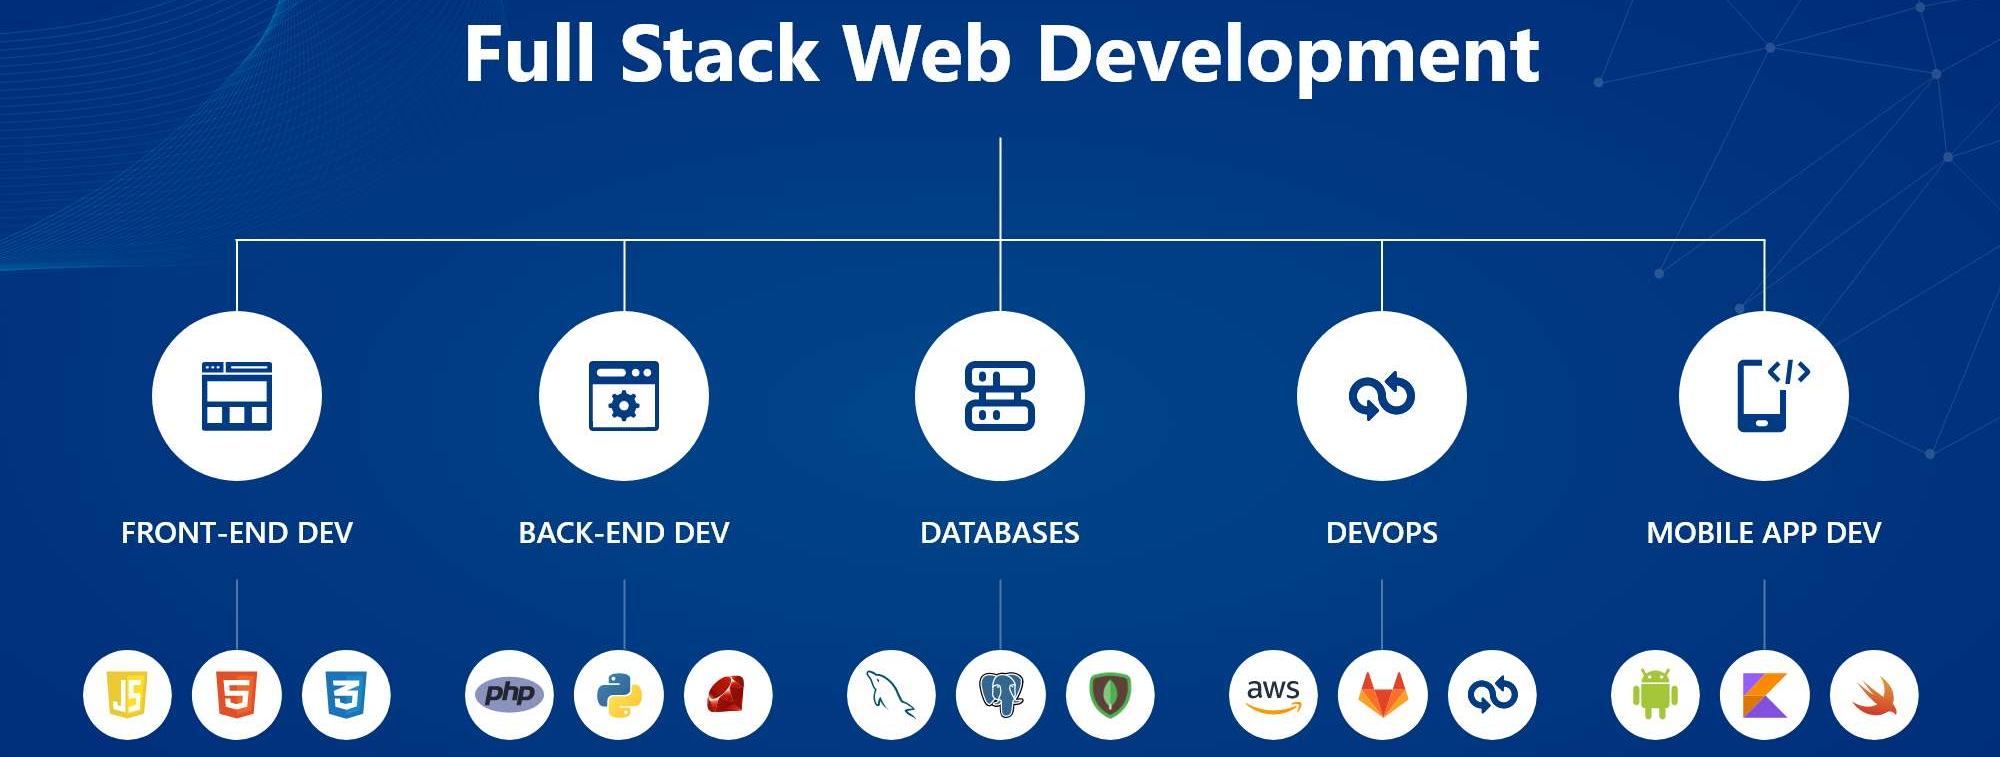 Full Stack Web Development
FRONT-END DEV
BACK-END DEV
DATABASES
DEVOPS
MOBILE APP DEV
JS
5
3
php
aws